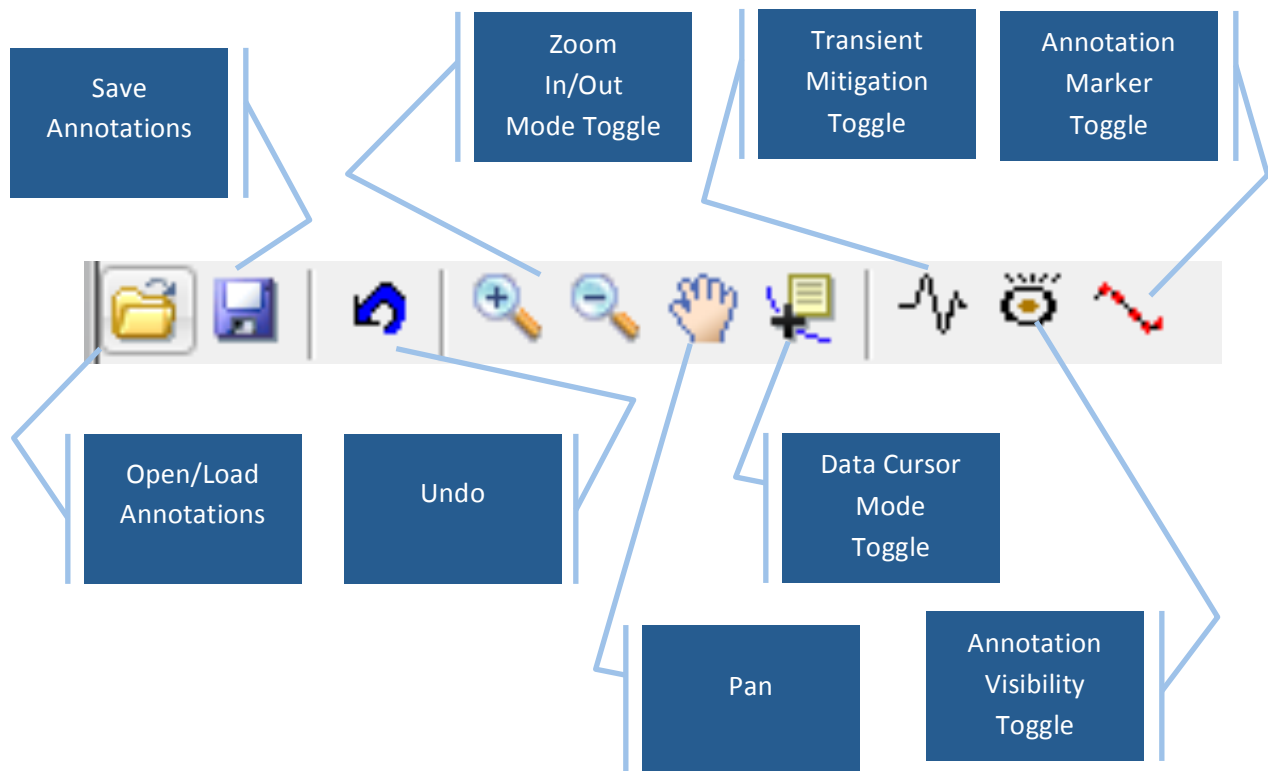 Save
Annotations
Zoom
In/Out
Mode Toggle
Transient
Mitigation
Toggle
Annotation
Marker
Toggle
Open/Load
Annotations
Undo
Data Cursor
Mode
Toggle
Pan
Annotation
Visibility
Toggle